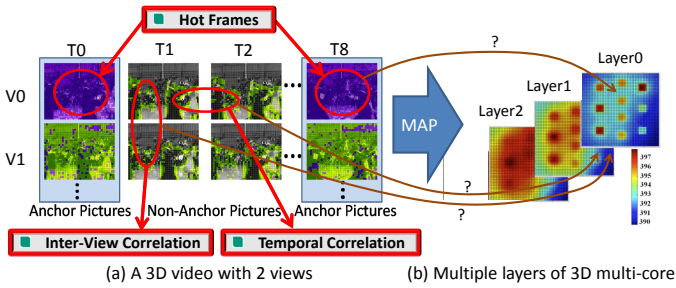 Hot Frames
T0 T1 T2 T8
?
Layer0
V0
Layer1
MAP
Layer2
V1
?
?
397
396
395
394
393
392
391
390
Anchor Pictures Non-Anchor Pictures Anchor Pictures
Inter-View Correlation Temporal Correlation
(a) A 3D video with 2 views (b) Multiple layers of 3D multi-core